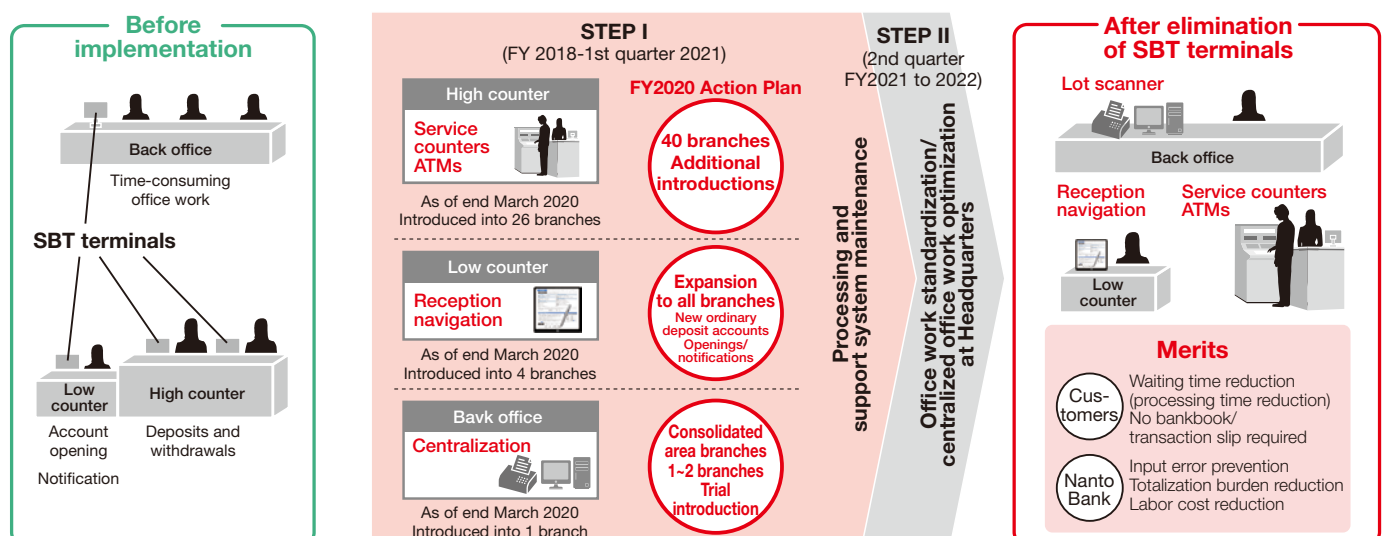 Before
implementation
Back office
Time-consuming
office work
SBT terminals
Low
counter
High counter
Account
opening
Notification
Deposits and
withdrawals
STEP I
(FY 2018-1st quarter 2021)
High counter
Service
counters
ATMs
As of end March 2020
Introduced into 26 branches
FY2020 Action Plan
40 branches
Additional
introductions
Low counter
Reception
navigation
As of end March 2020
Introduced into 4 branches
Expansion
to all branches
New ordinary
deposit accounts
Openings/
notifications
Bavk office
Centralization
As of end March 2020
Introduced into 1 branch
Consolidated
area branches
1~2 branches
Trial
introduction
Processing and
support system maintenance
STEP II
(2nd quarter
FY2021 to 2022)
Office work standardization/
centralized office work optimization
at Headquarters
After elimination
of SBT terminals
Lot scanner
Back office
Reception
navigation
Low
counter
Service counters
ATMs
Merits
Cus-
tomers
Waiting time reduction
(processing time reduction)
No bankbook/
transaction slip required
Nanto
Bank
Input error prevention
Totalization burden reduction
Labor cost reduction